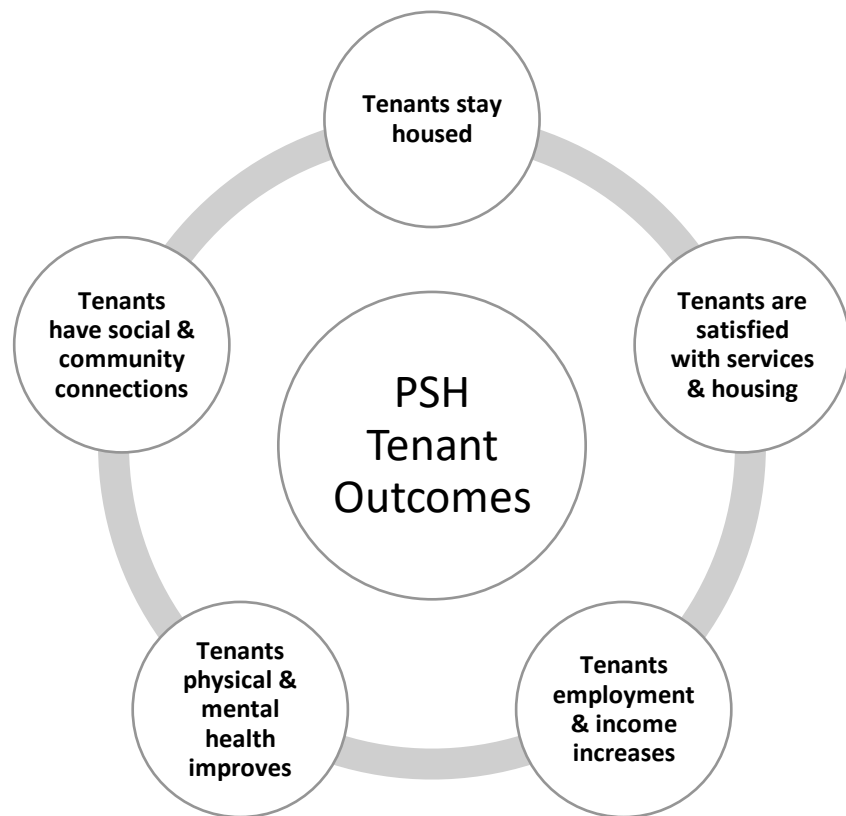 Tenants stay
housed
Tenants are
satisfied
with services
& housing
Tenants
employment
& income
increases
Tenants
physical &
mental
health
improves
Tenants
have social &
community
connections
PSH
Tenant
Outcomes